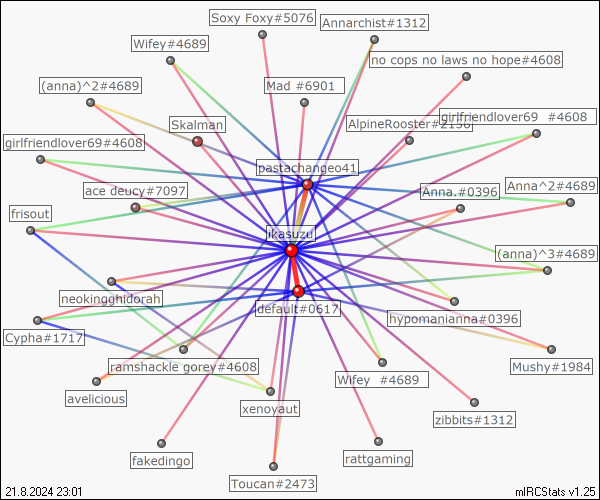 Soxy Foxy#5076
Annarchist#1312
Wifey#4689
no cops no laws no hope#4608
(anna)^2#4689
Mad #6901
Skalman
AlpineRooster#2156
girlfriendlover69 #4608
girlfriendlover69#4608
pastachangeo41
ace deucy#7097
Anna.#0396
Anna^2#4689
frisout
ikasuzu
(anna)^3#4689
neokingghidorah
default#0617
hypomanianna#0396
Cypha#1717
ramshackle gorey#4608
Wifey #4689
Mushy#1984
avelicious
xenoyaut
zibbits#1312
fakedingo
rattgaming
Toucan#2473
21.8.2024 23:01
mIRCStats v1.25